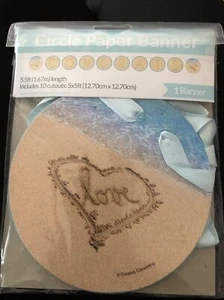 Circle Paper Banner
CONGRATS
5.5ft (1.67m) length
Includes 10 cutouts: 5x5ft (12.70cm x 12.70cm)
1 Banner
love
© Creative Converting